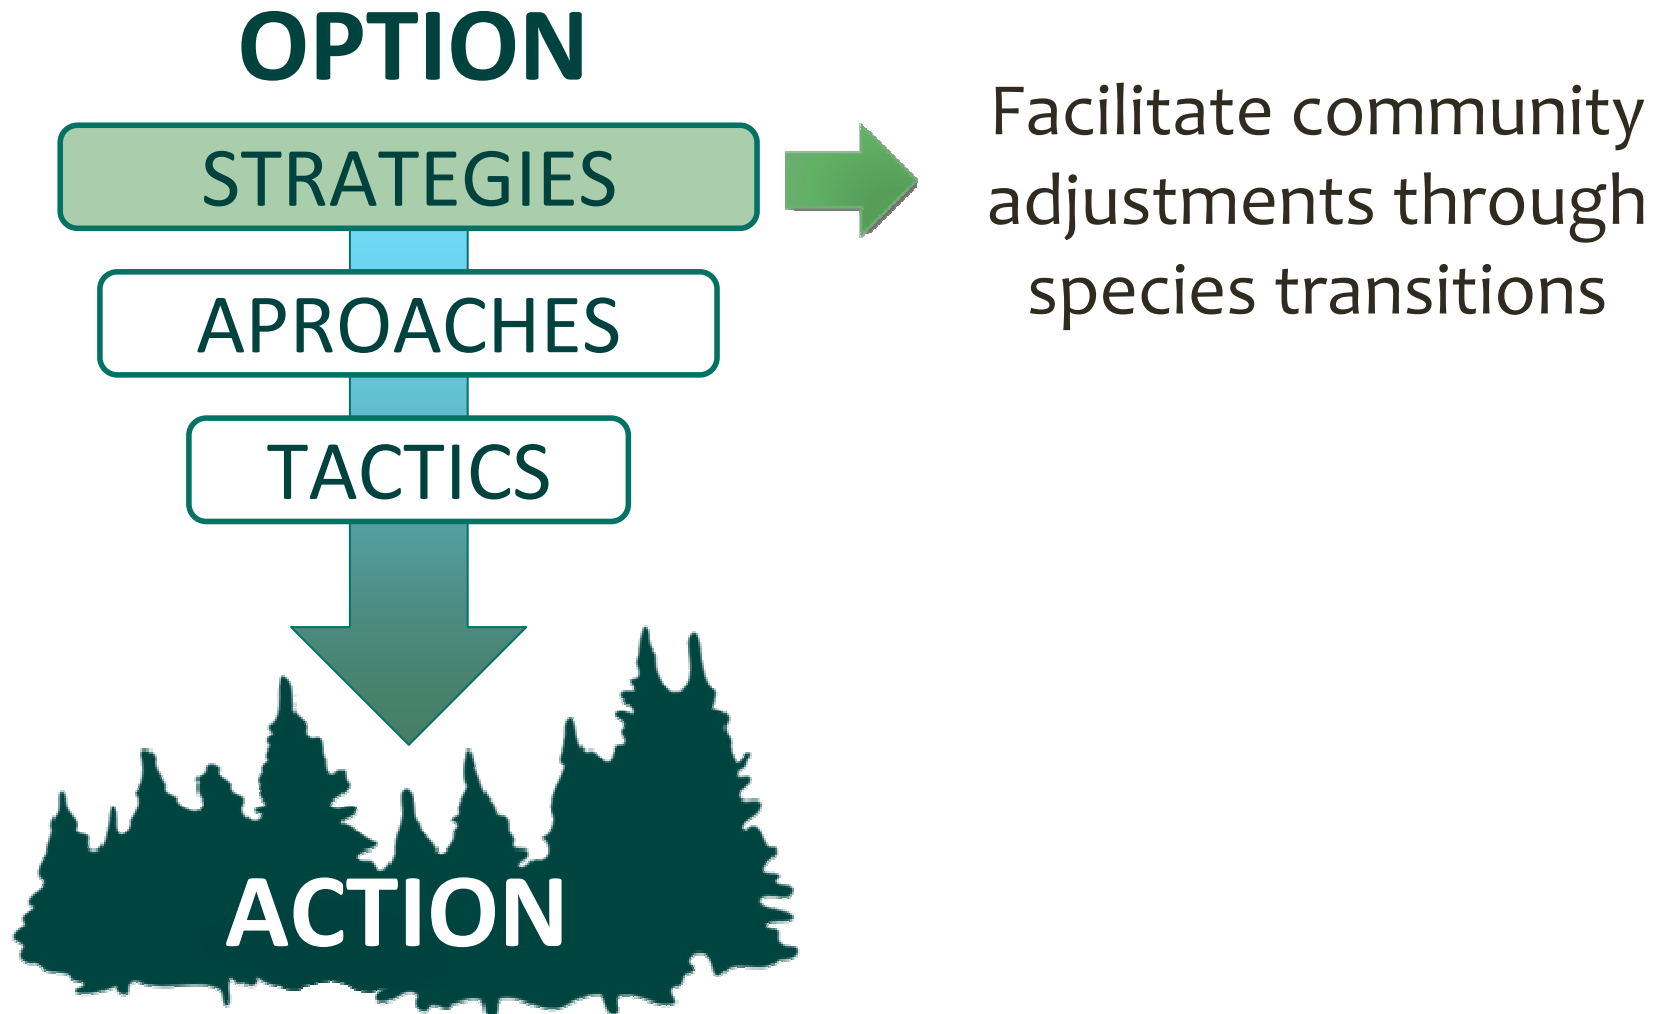 OPTION
STRATEGIES
Facilitate community
adjustments through
species transitions
APROACHES
TACTICS
ACTION